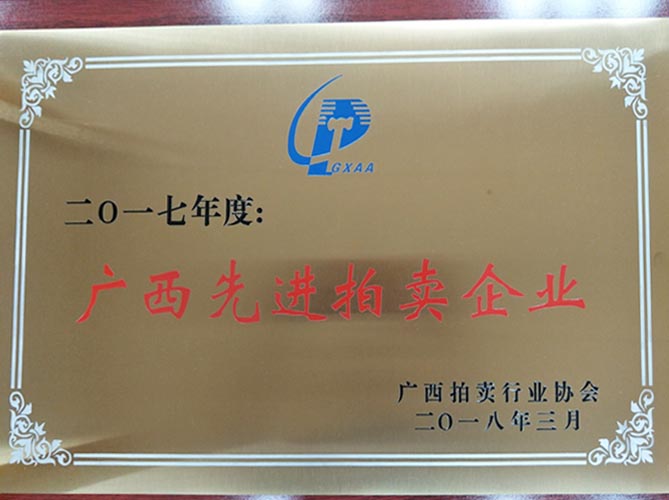 GXAA
二〇一七年度:
广西先进拍卖企业
广西拍卖行业协会
二〇一八年三月